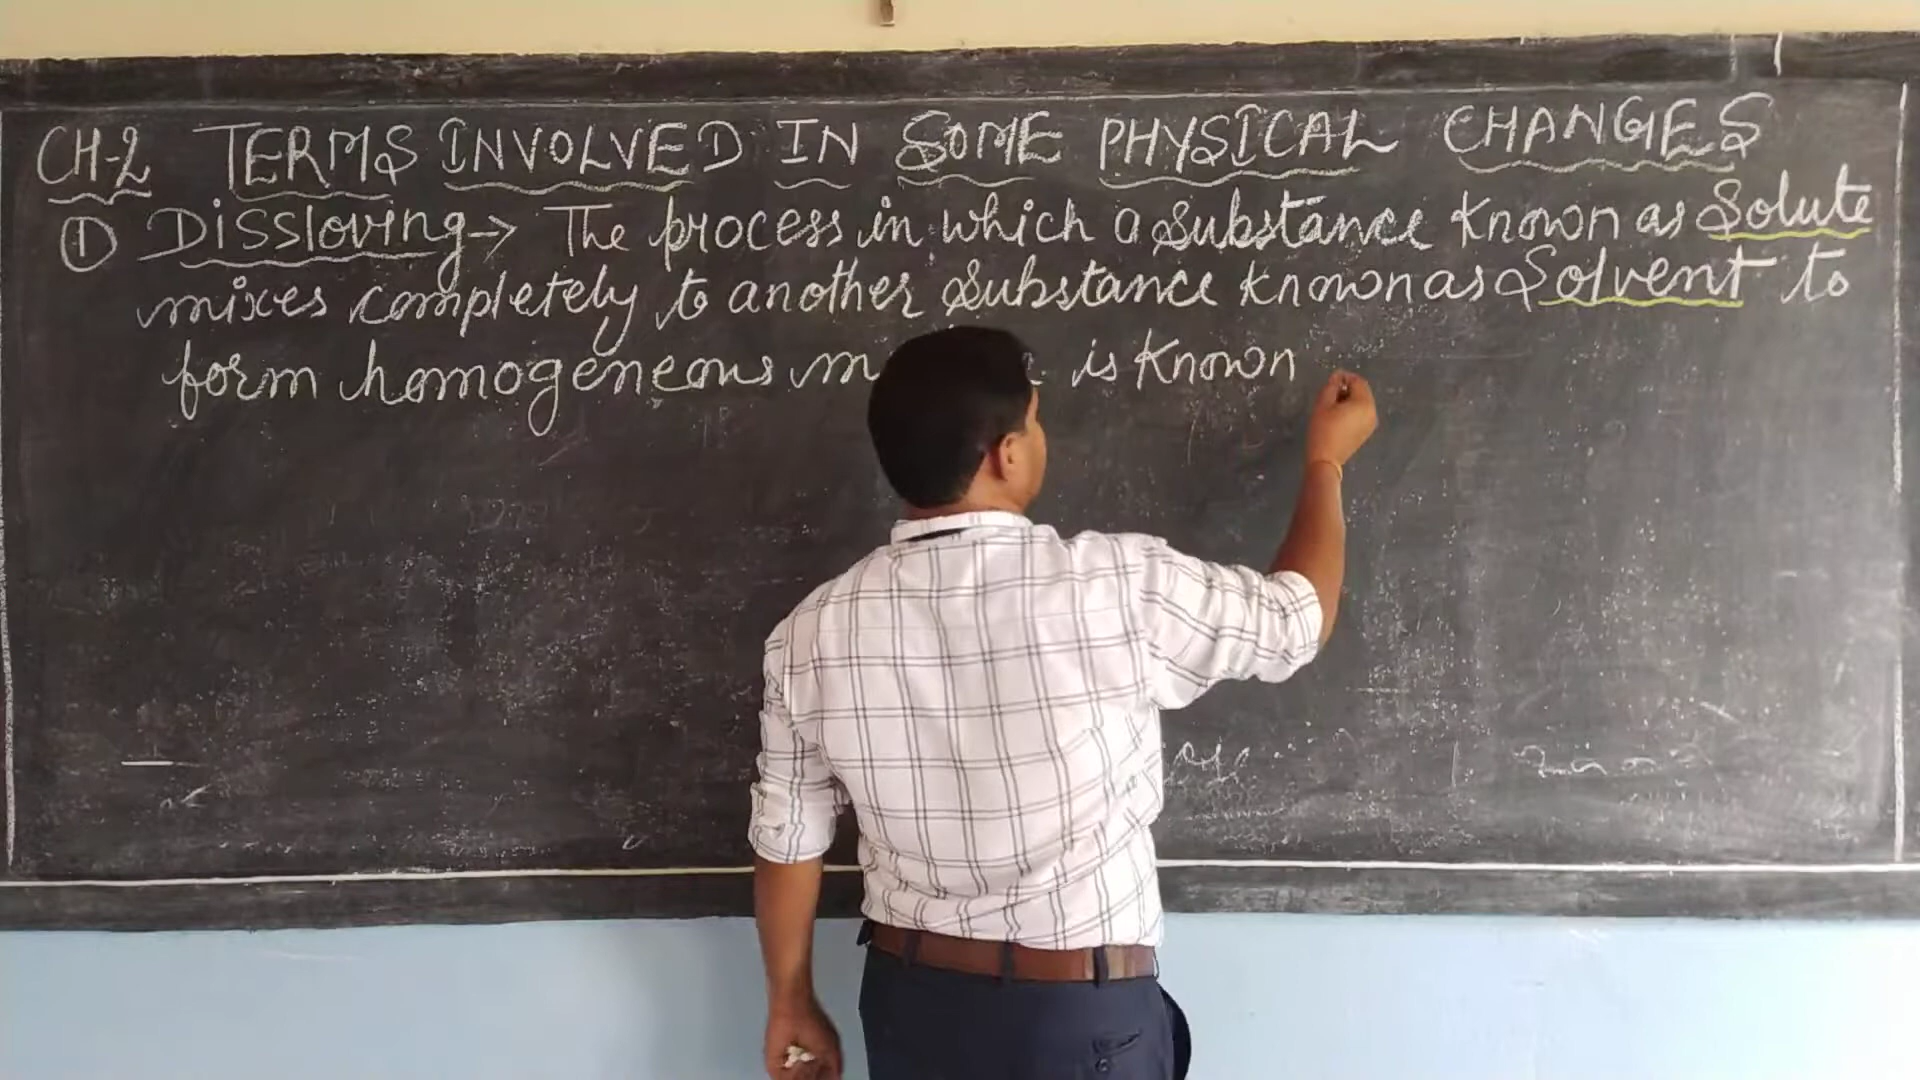 CH-2 TERMS INVOLVED IN SOME PHYSICAL CHANGES
① Dissloving → The process in which a substance known as Solute
mixes completely to another substance known as Solvent to
form homogeneous is known